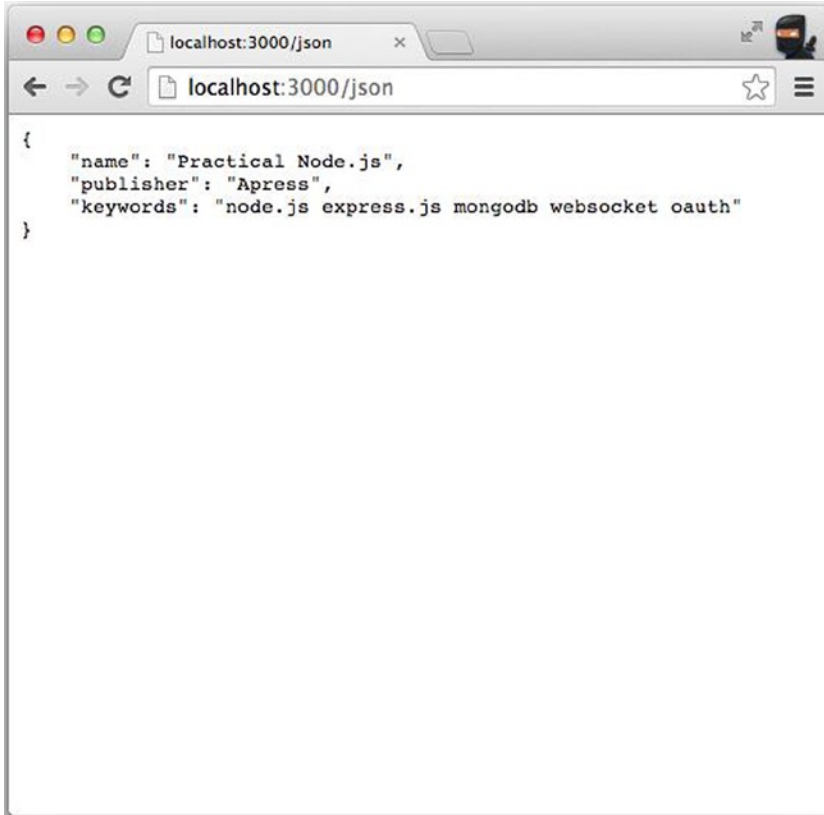 localhost:3000/json
localhost:3000/json
{
    "name": "Practical Node.js",
    "publisher": "Apress",
    "keywords": "node.js express.js mongodb websocket oauth"
}